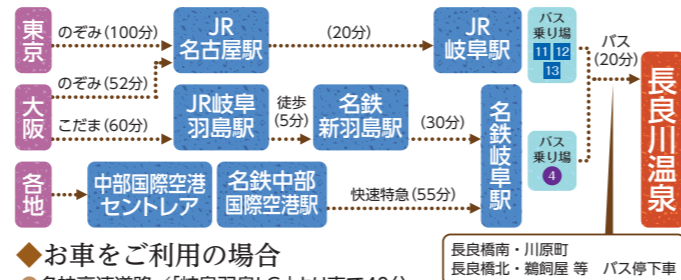 東京
のぞみ(100分)
JR
名古屋駅
(20分)
JR
岐阜駅
バス
乗り場
11 12
13
バス
(20分)
長良川温泉
のぞみ(52分)
大阪
こだま(60分)
JR岐阜
羽島駅
徒歩
(5分)
名鉄
新羽島駅
(30分)
名鉄岐阜駅
バス
乗り場
4
各地
中部国際空港
セントレア
名鉄中部
国際空港駅
快速特急(55分)
長良橋南・川原町
長良橋北・鵜飼屋 等 バス停下車
◆お車をご利用の場合